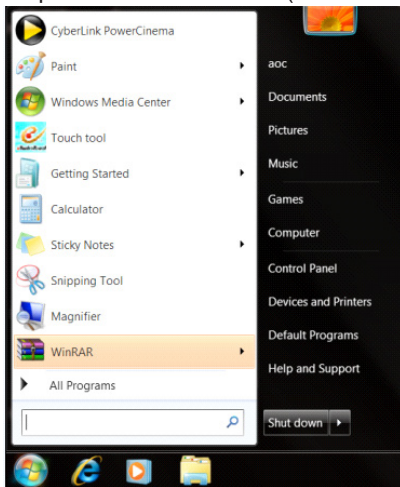 CyberLink PowerCinema
Paint
Windows Media Center
Touch tool
Getting Started
Calculator
Sticky Notes
Snipping Tool
Magnifier
WinRAR
All Programs
aoc
Documents
Pictures
Music
Games
Computer
Control Panel
Devices and Printers
Default Programs
Help and Support
Shut down